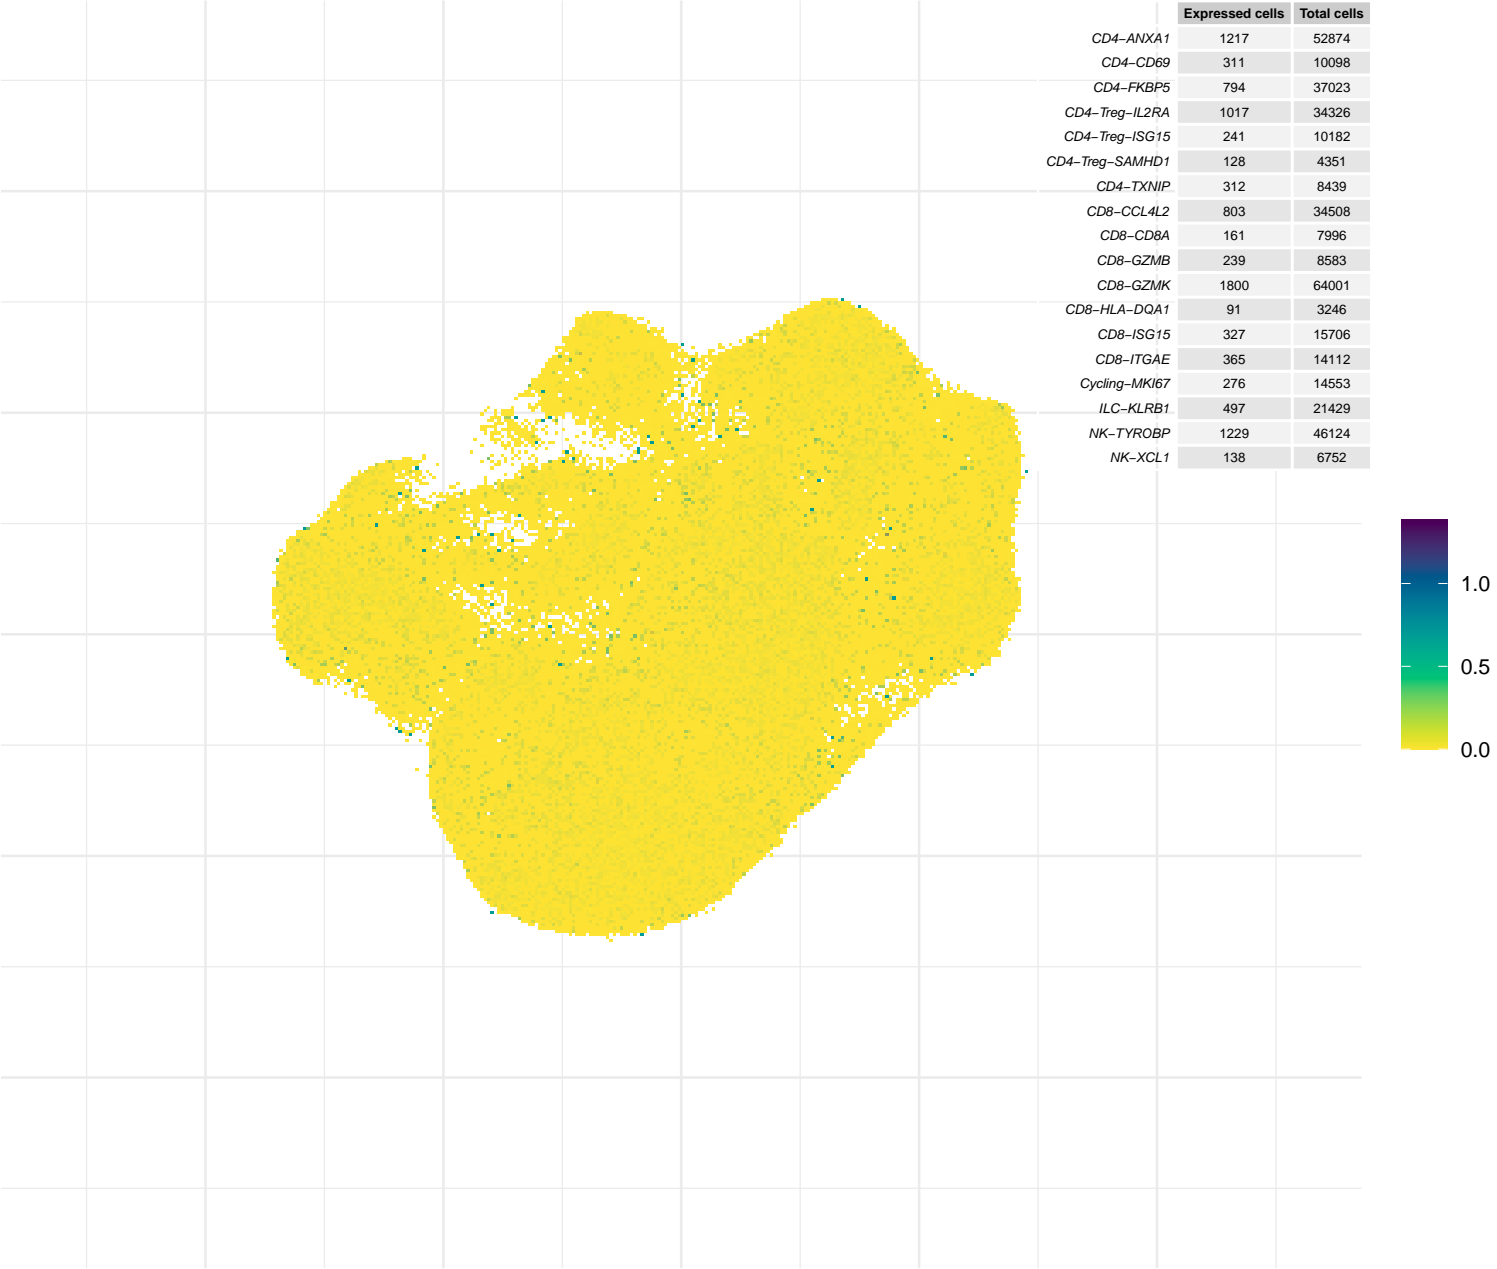 Expressed cells Total cells
CD4−ANXA1 1217 52874
CD4−CD69 311 10098
CD4−FKBP5 794 37023
CD4−Treg−IL2RA 1017 34326
CD4−Treg−ISG15 241 10182
CD4−Treg−SAMHD1 128 4351
CD4−TXNIP 312 8439
CD8−CCL4L2 803 34508
CD8−CD8A 161 7996
CD8−GZMB 239 8583
CD8−GZMK 1800 64001
CD8−HLA−DQA1 91 3246
CD8−ISG15 327 15706
CD8−ITGAE 365 14112
Cycling−MKI67 276 14553
ILC−KLRB1 497 21429
NK−TYROBP 1229 46124
NK−XCL1 138 6752
1.0
0.5
0.0